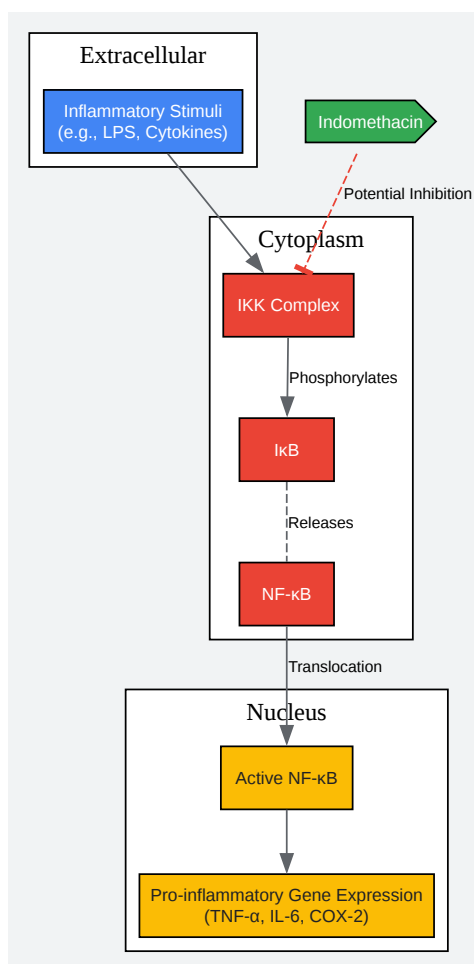 Extracellular
Inflammatory Stimuli
(e.g., LPS, Cytokines)
Indomethacin
Potential Inhibition
Cytoplasm
IKK Complex
Phosphorylates
IκB
Releases
NF-κB
Translocation
Nucleus
Active NF-κB
Pro-inflammatory Gene Expression
(TNF-α, IL-6, COX-2)